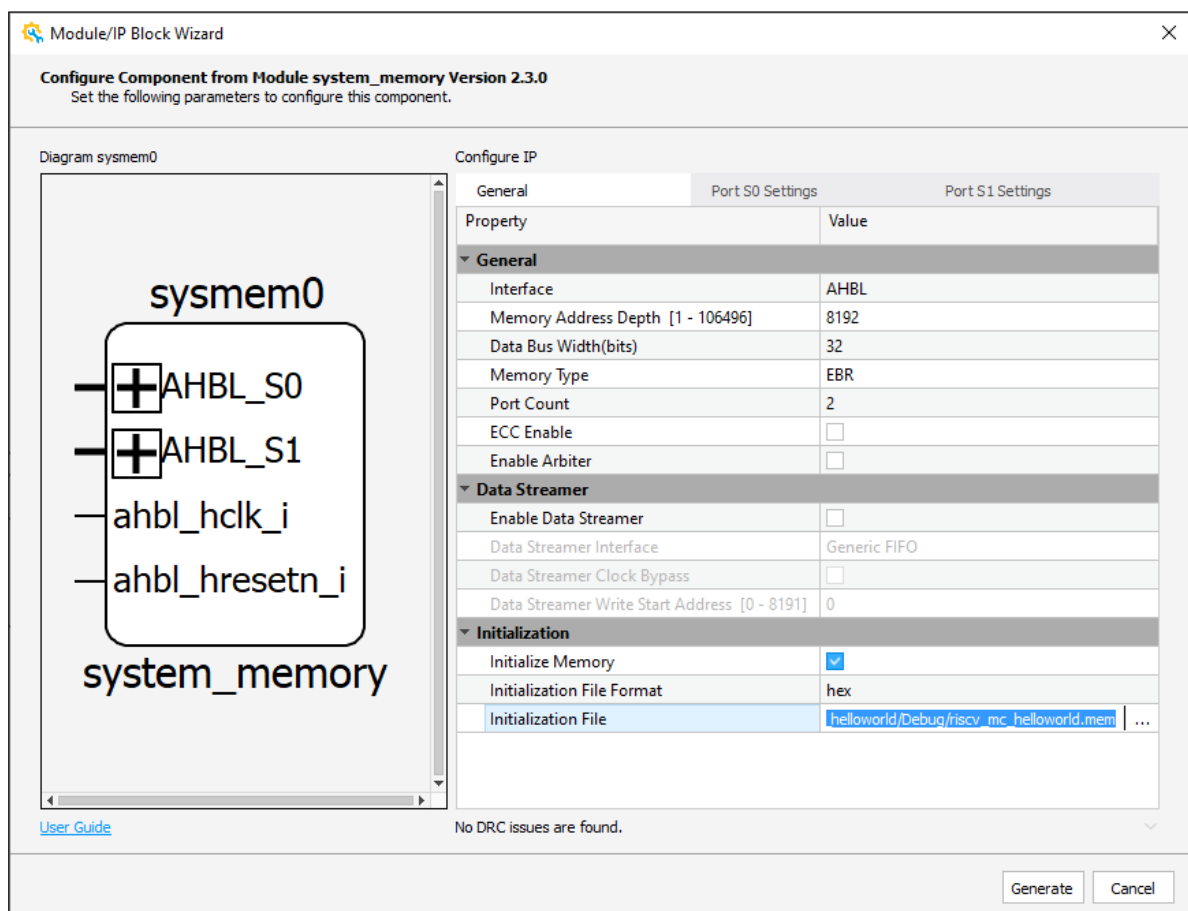 Module/IP Block Wizard
Configure Component from Module system_memory Version 2.3.0
Set the following parameters to configure this component.
Diagram sysmem0
sysmem0
AHBL_S0
AHBL_S1
ahbl_hclk_i
ahbl_hresetn_i
system_memory
User Guide
Configure IP
General Port S0 Settings Port S1 Settings
Property Value
General
Interface AHBL
Memory Address Depth [1 - 106496] 8192
Data Bus Width(bits) 32
Memory Type EBR
Port Count 2
ECC Enable
Enable Arbiter
Data Streamer
Enable Data Streamer
Data Streamer Interface Generic FIFO
Data Streamer Clock Bypass
Data Streamer Write Start Address [0 - 8191] 0
Initialization
Initialize Memory
Initialization File Format hex
Initialization File helloworld/Debug/riscv_mc_helloworld.mem ...
No DRC issues are found.
Generate Cancel